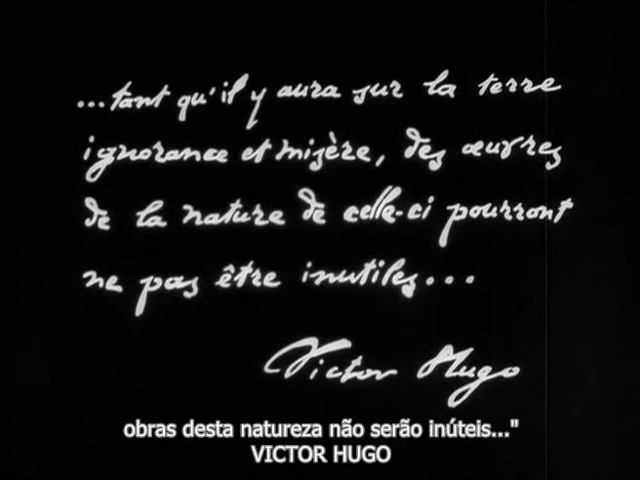 ...tant qu'il y aura sur la terre
ignorance et misère, des œuvres
de la nature de celle-ci pourront
ne pas être inutiles...
Victor Hugo
obras desta natureza não serão inúteis..."
VICTOR HUGO